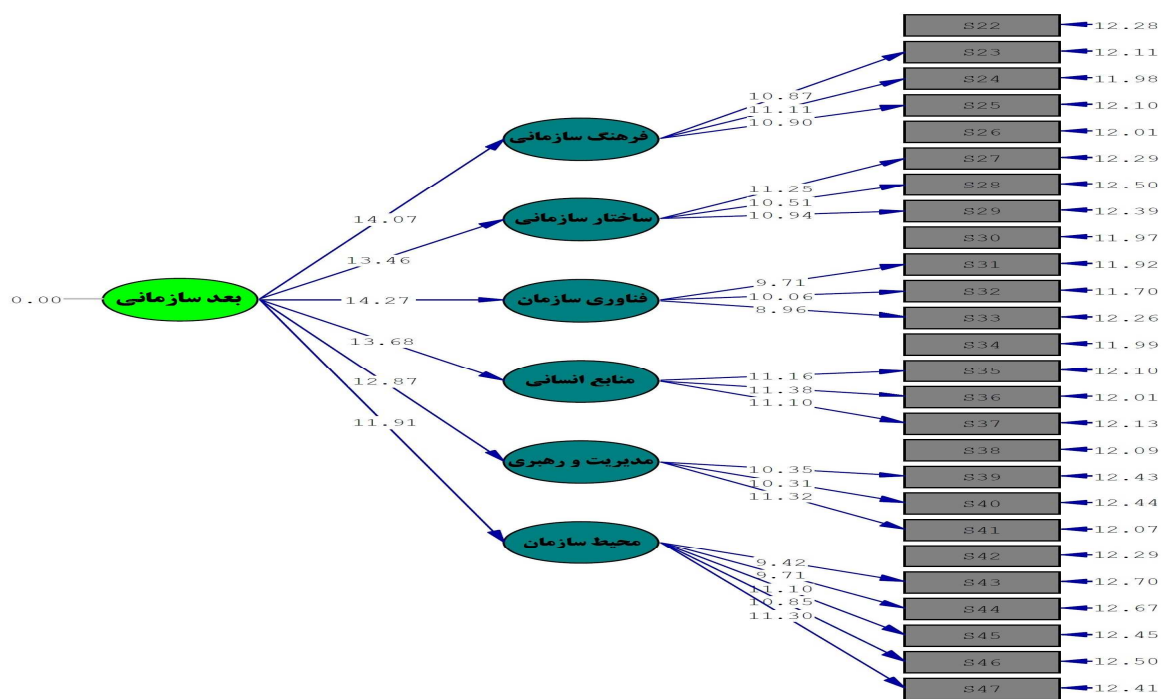 0.00
بعد سازمانی
14.07
13.46
14.27
13.68
12.87
11.91
فرهنگ سازمانی
ساختار سازمانی
فناوری سازمان
منابع انسانی
مدیریت و رهبری
محیط سازمان
10.87
11.11
10.90
11.25
10.51
10.94
9.71
10.06
8.96
11.16
11.38
11.10
10.35
10.31
11.32
9.42
9.71
11.10
10.85
11.30
S22 12.28
S23 12.11
S24 11.98
S25 12.10
S26 12.01
S27 12.29
S28 12.50
S29 12.39
S30 11.97
S31 11.92
S32 11.70
S33 12.26
S34 11.99
S35 12.10
S36 12.01
S37 12.13
S38 12.09
S39 12.43
S40 12.44
S41 12.07
S42 12.29
S43 12.70
S44 12.67
S45 12.45
S46 12.50
S47 12.41